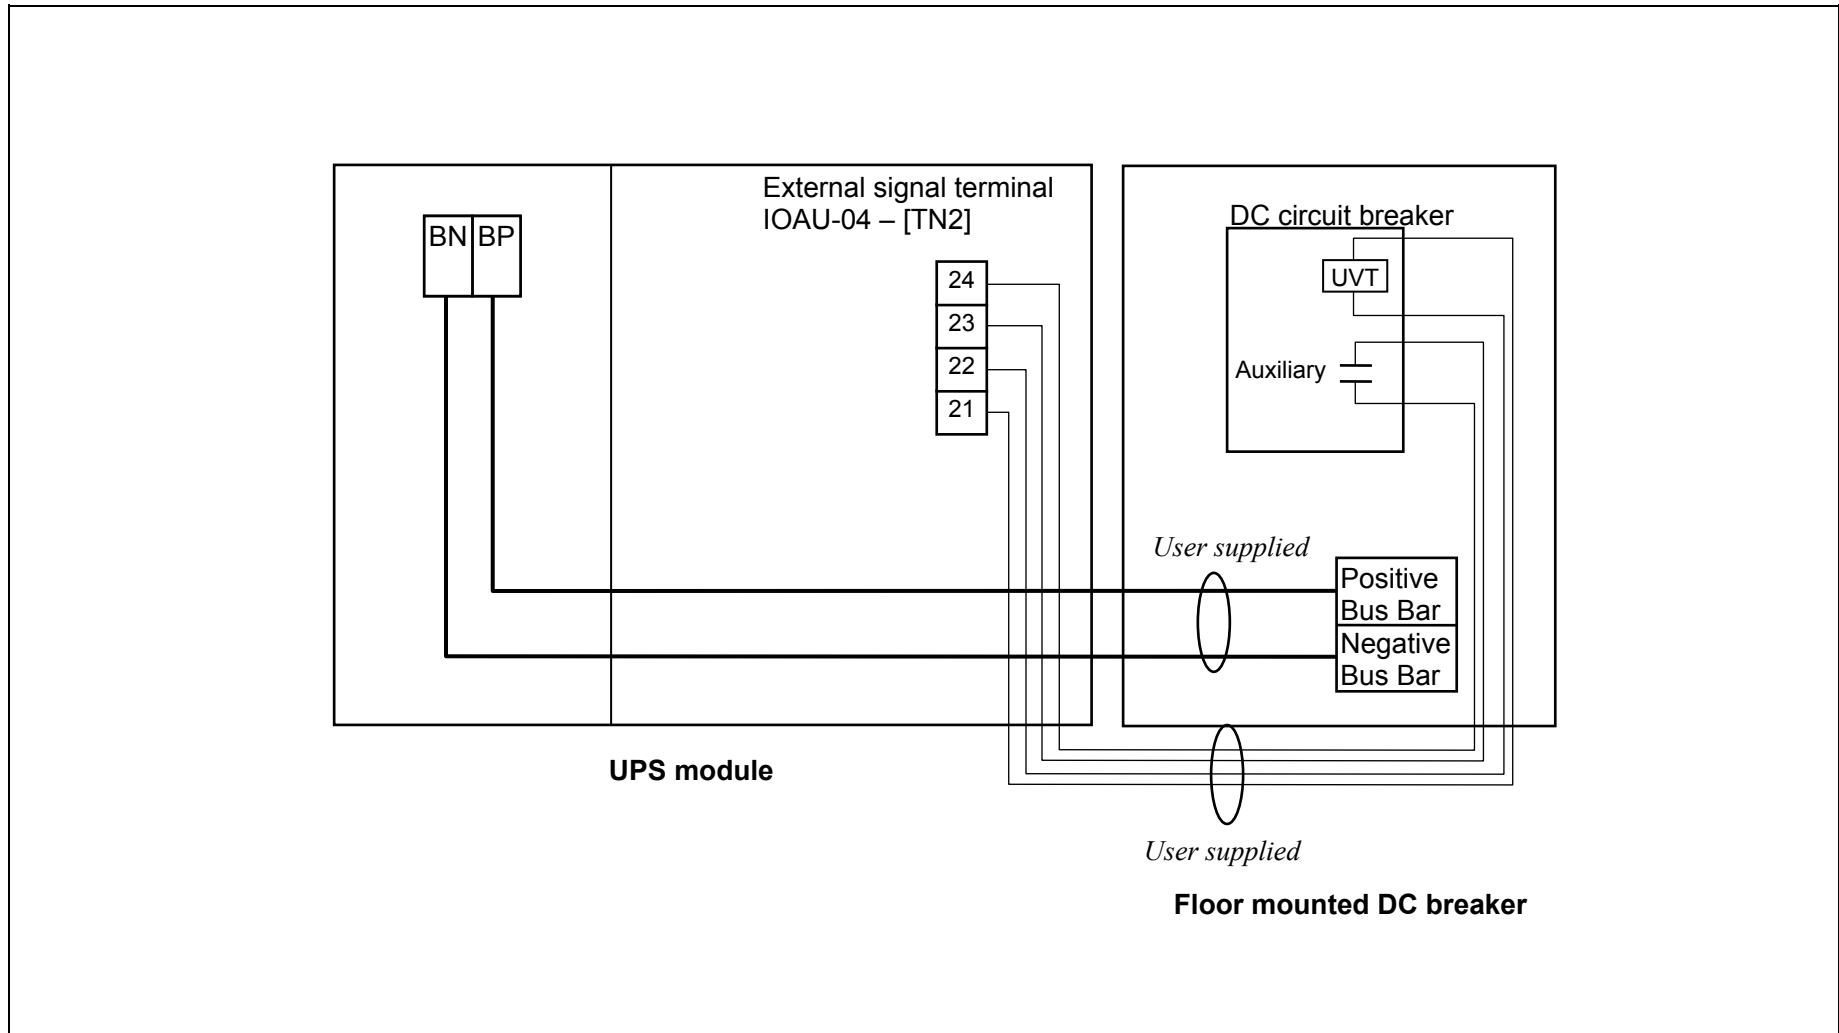 External signal terminal
IOAU-04 – [TN2]
BN BP
24
23
22
21
DC circuit breaker
UVT
Auxiliary
User supplied
Positive
Bus Bar
Negative
Bus Bar
UPS module
User supplied
Floor mounted DC breaker